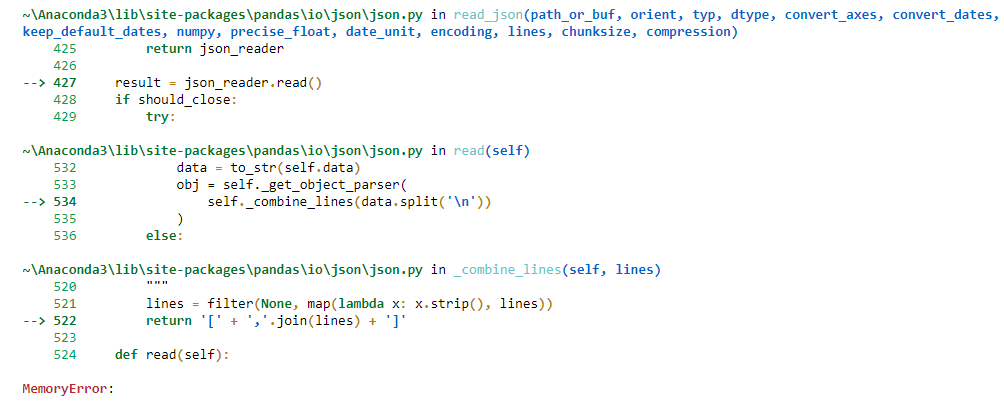 ~\Anaconda3\lib\site-packages\pandas\io\json\json.py in read_json(path_or_buf, orient, typ, dtype, convert_axes, convert_dates,
keep_default_dates, numpy, precise_float, date_unit, encoding, lines, chunksize, compression)
    425         return json_reader
    426
--> 427     result = json_reader.read()
    428     if should_close:
    429         try:
~\Anaconda3\lib\site-packages\pandas\io\json\json.py in read(self)
    532             data = to_str(self.data)
    533             obj = self._get_object_parser(
--> 534                 self._combine_lines(data.split('\n'))
    535             )
    536         else:
~\Anaconda3\lib\site-packages\pandas\io\json\json.py in _combine_lines(self, lines)
    520         """
    521         lines = filter(None, map(lambda x: x.strip(), lines))
--> 522         return '[' + ','.join(lines) + ']'
    523
    524     def read(self):
MemoryError: